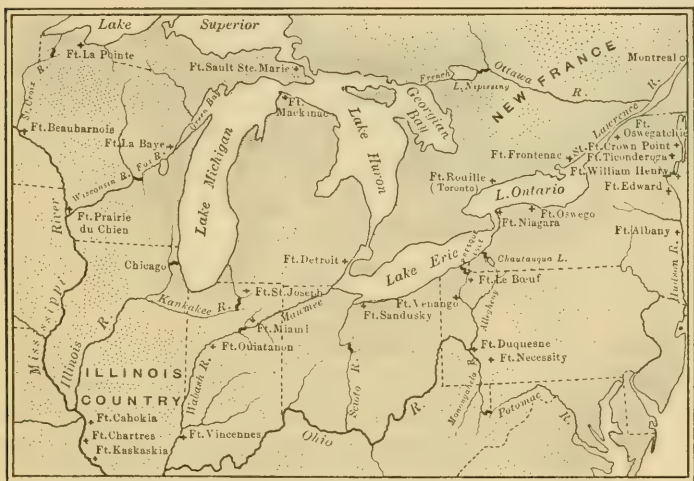 Lake Superior
Ft.La Pointe
Ft.Sault Ste.Marie
St.Croix R.
Ft.Beauharnois
Green Bay
Ft.La Baye
Fox R.
Wisconsin R.
Ft.Prairie
du Chien
Ft.
Mackinac
Lake Michigan
Lake Huron
Georgian
Bay
French
L.Nipissing
Ottawa
R.
NEW FRANCE
Montreal
St. Lawrence R.
Ft.
Oswegatchie
Ft.Crown Point
Ft.Ticonderoga
Ft.William Henry
Ft.Edward
Ft.Frontenac
Ft.Rouille
(Toronto)
L.Ontario
Ft.Oswego
Ft.Niagara
Ft.Albany
Hudson R.
Ft.Detroit
Lake Erie
PRESQUE
ISLE
Chautauqua L.
Ft.Le Bœuf
Ft.Venango
Allegheny
Ft.Sandusky
Chicago
Kankakee R.
Ft.St.Joseph
Maumee
Ft.Miami
Ft.Ouiatanon
Wabash R.
Mississippi River
Illinois R.
ILLINOIS
COUNTRY
Ft.Cahokia
Ft.Chartres
Ft.Kaskaskia
Ft.Vincennes
Scioto R.
Ohio R.
Ft.Duquesne
Ft.Necessity
Monongahela R.
Potomac R.